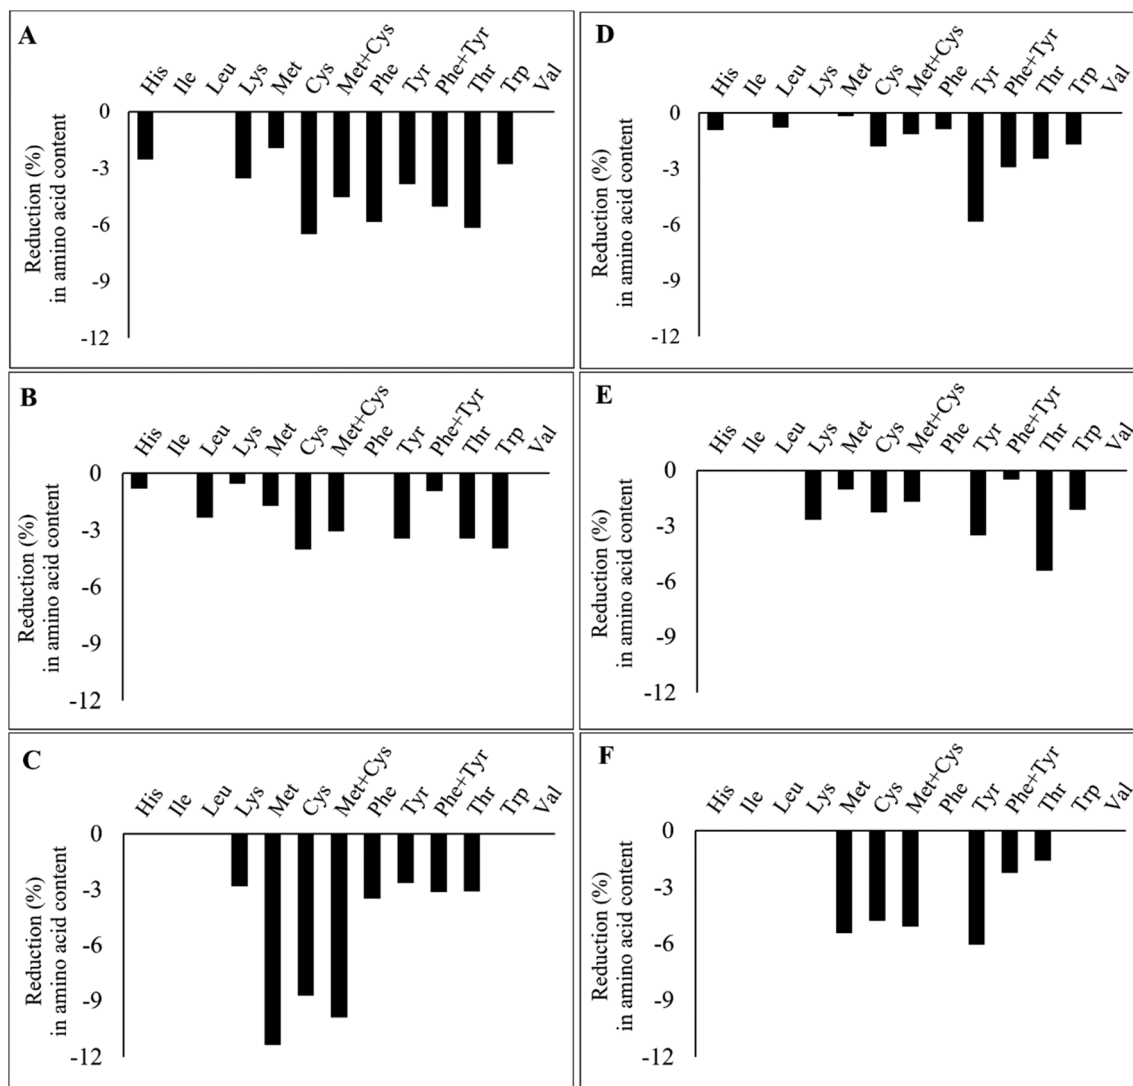 A
His Ile Leu Lys Met Cys Met+Cys Phe Tyr Phe+Tyr Thr Trp Val
0
-3
-6
-9
-12
Reduction (%)
in amino acid content
B
His Ile Leu Lys Met Cys Met+Cys Phe Tyr Phe+Tyr Thr Trp Val
0
-3
-6
-9
-12
Reduction (%)
in amino acid content
C
His Ile Leu Lys Met Cys Met+Cys Phe Tyr Phe+Tyr Thr Trp Val
0
-3
-6
-9
-12
Reduction (%)
in amino acid content
D
His Ile Leu Lys Met Cys Met+Cys Phe Tyr Phe+Tyr Thr Trp Val
0
-3
-6
-9
-12
Reduction (%)
in amino acid content
E
His Ile Leu Lys Met Cys Met+Cys Phe Tyr Phe+Tyr Thr Trp Val
0
-3
-6
-9
-12
Reduction (%)
in amino acid content
F
His Ile Leu Lys Met Cys Met+Cys Phe Tyr Phe+Tyr Thr Trp Val
0
-3
-6
-9
-12
Reduction (%)
in amino acid content